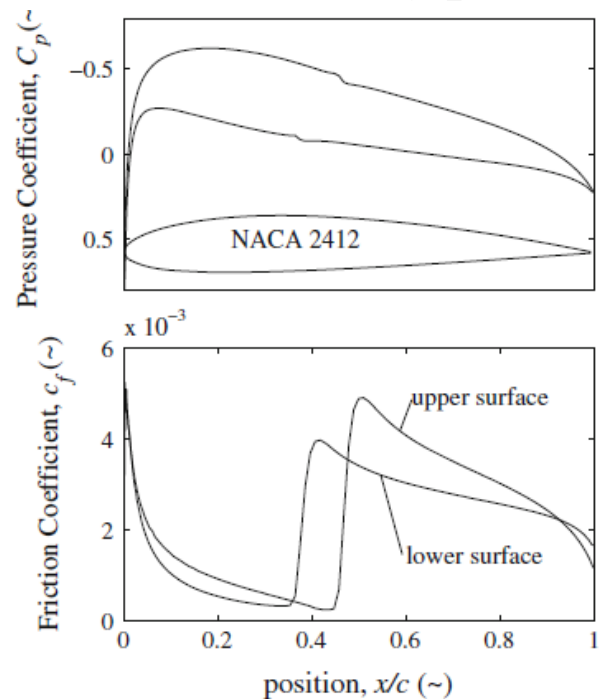 Pressure Coefficient, C_p (~
−0.5
0
0.5
NACA 2412
x 10⁻³
Friction Coefficient, c_f (~)
6
4
2
0
upper surface
lower surface
0 0.2 0.4 0.6 0.8 1
position, x/c (~)